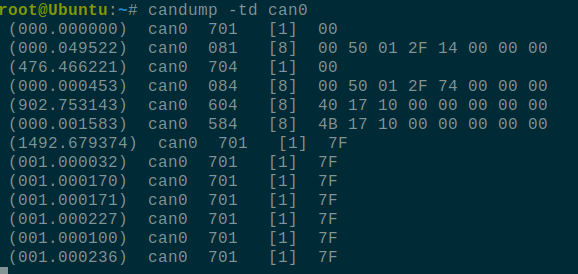 root@Ubuntu:~# candump -td can0
(000.000000) can0 701 [1] 00
(000.049522) can0 081 [8] 00 50 01 2F 14 00 00 00
(476.466221) can0 704 [1] 00
(000.000453) can0 084 [8] 00 50 01 2F 74 00 00 00
(902.753143) can0 604 [8] 40 17 10 00 00 00 00 00
(000.001583) can0 584 [8] 4B 17 10 00 00 00 00 00
(1492.679374) can0 701 [1] 7F
(001.000032) can0 701 [1] 7F
(001.000170) can0 701 [1] 7F
(001.000171) can0 701 [1] 7F
(001.000227) can0 701 [1] 7F
(001.000100) can0 701 [1] 7F
(001.000236) can0 701 [1] 7F